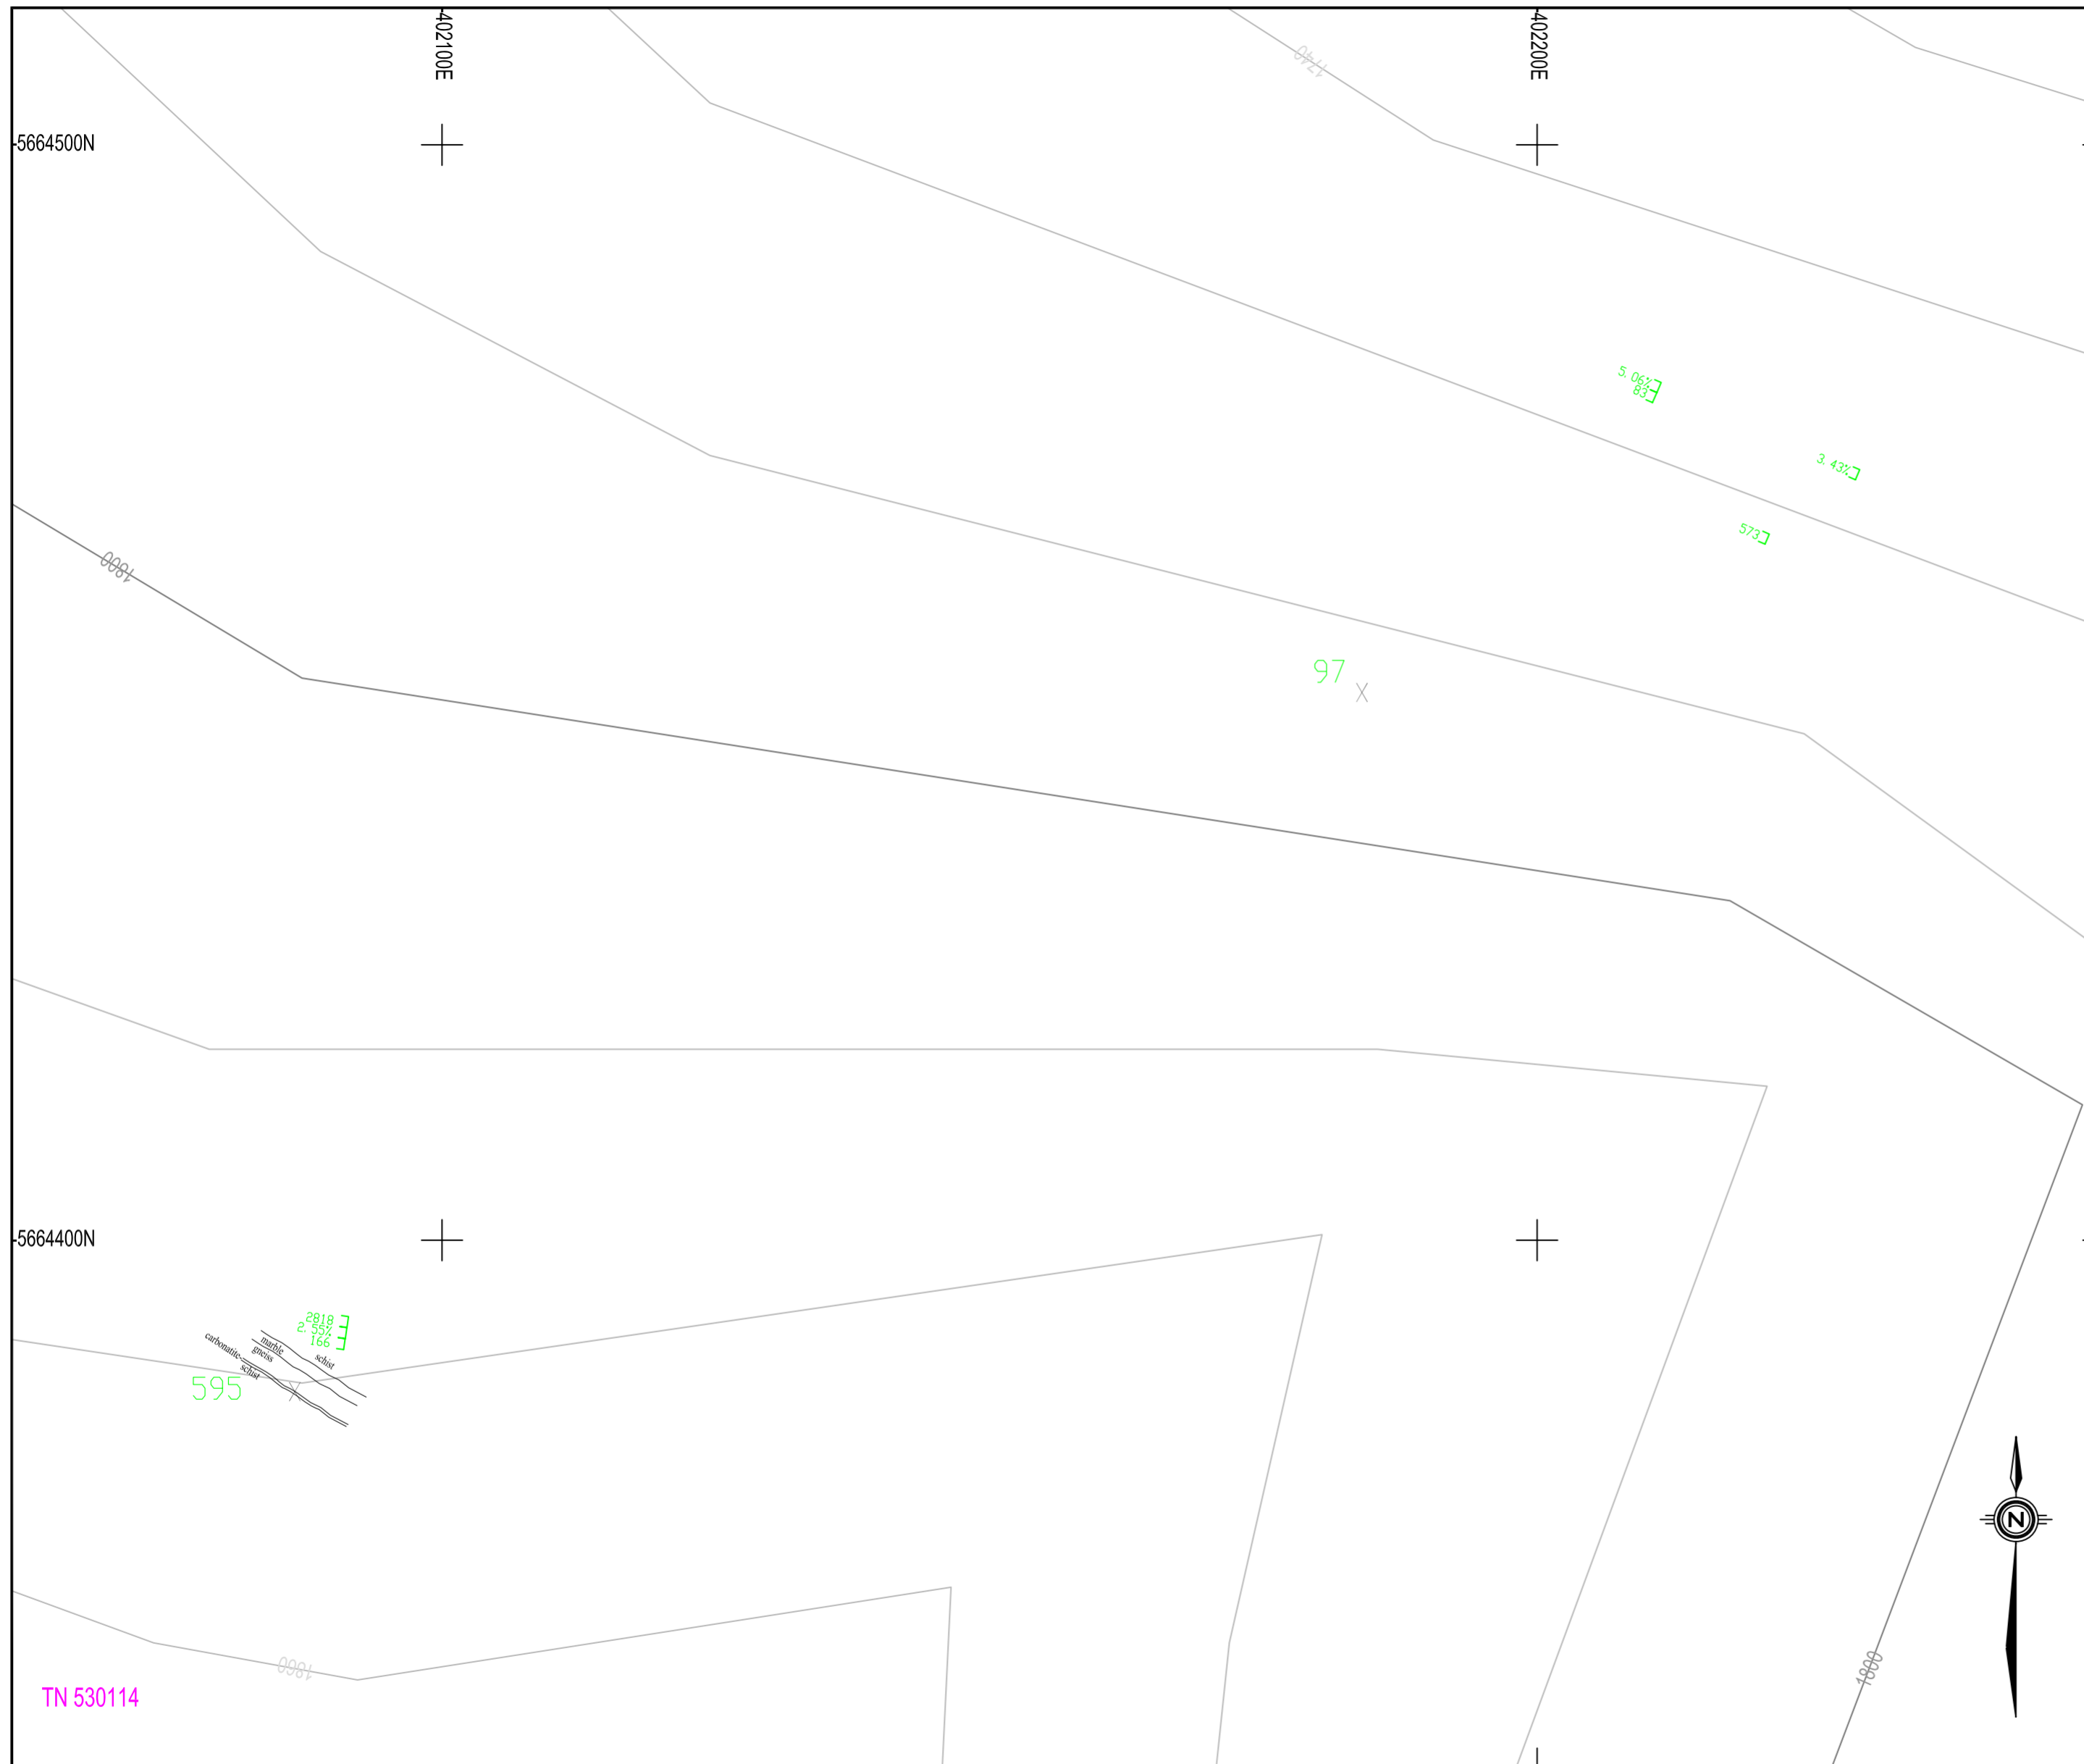 402100E
402200E
1740
5664500N
5.06%
83
3.43%
573
1800
97
5664400N
2818
2.55%
166
carbonatite
marble
gneiss
schist
schist
595
N
1860
1800
TN 530114